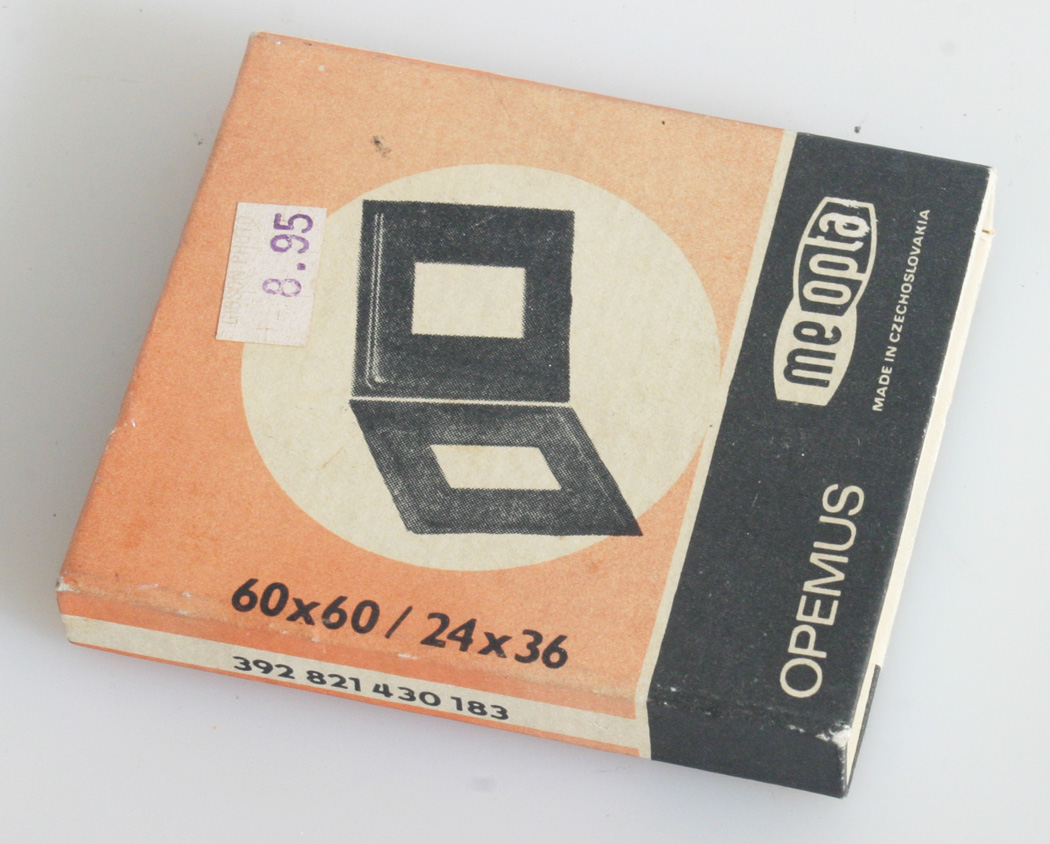 8.95
meopta
MADE IN CZECHOSLOVAKIA
OPEMUS
60x60 / 24x36
392 821 430 183